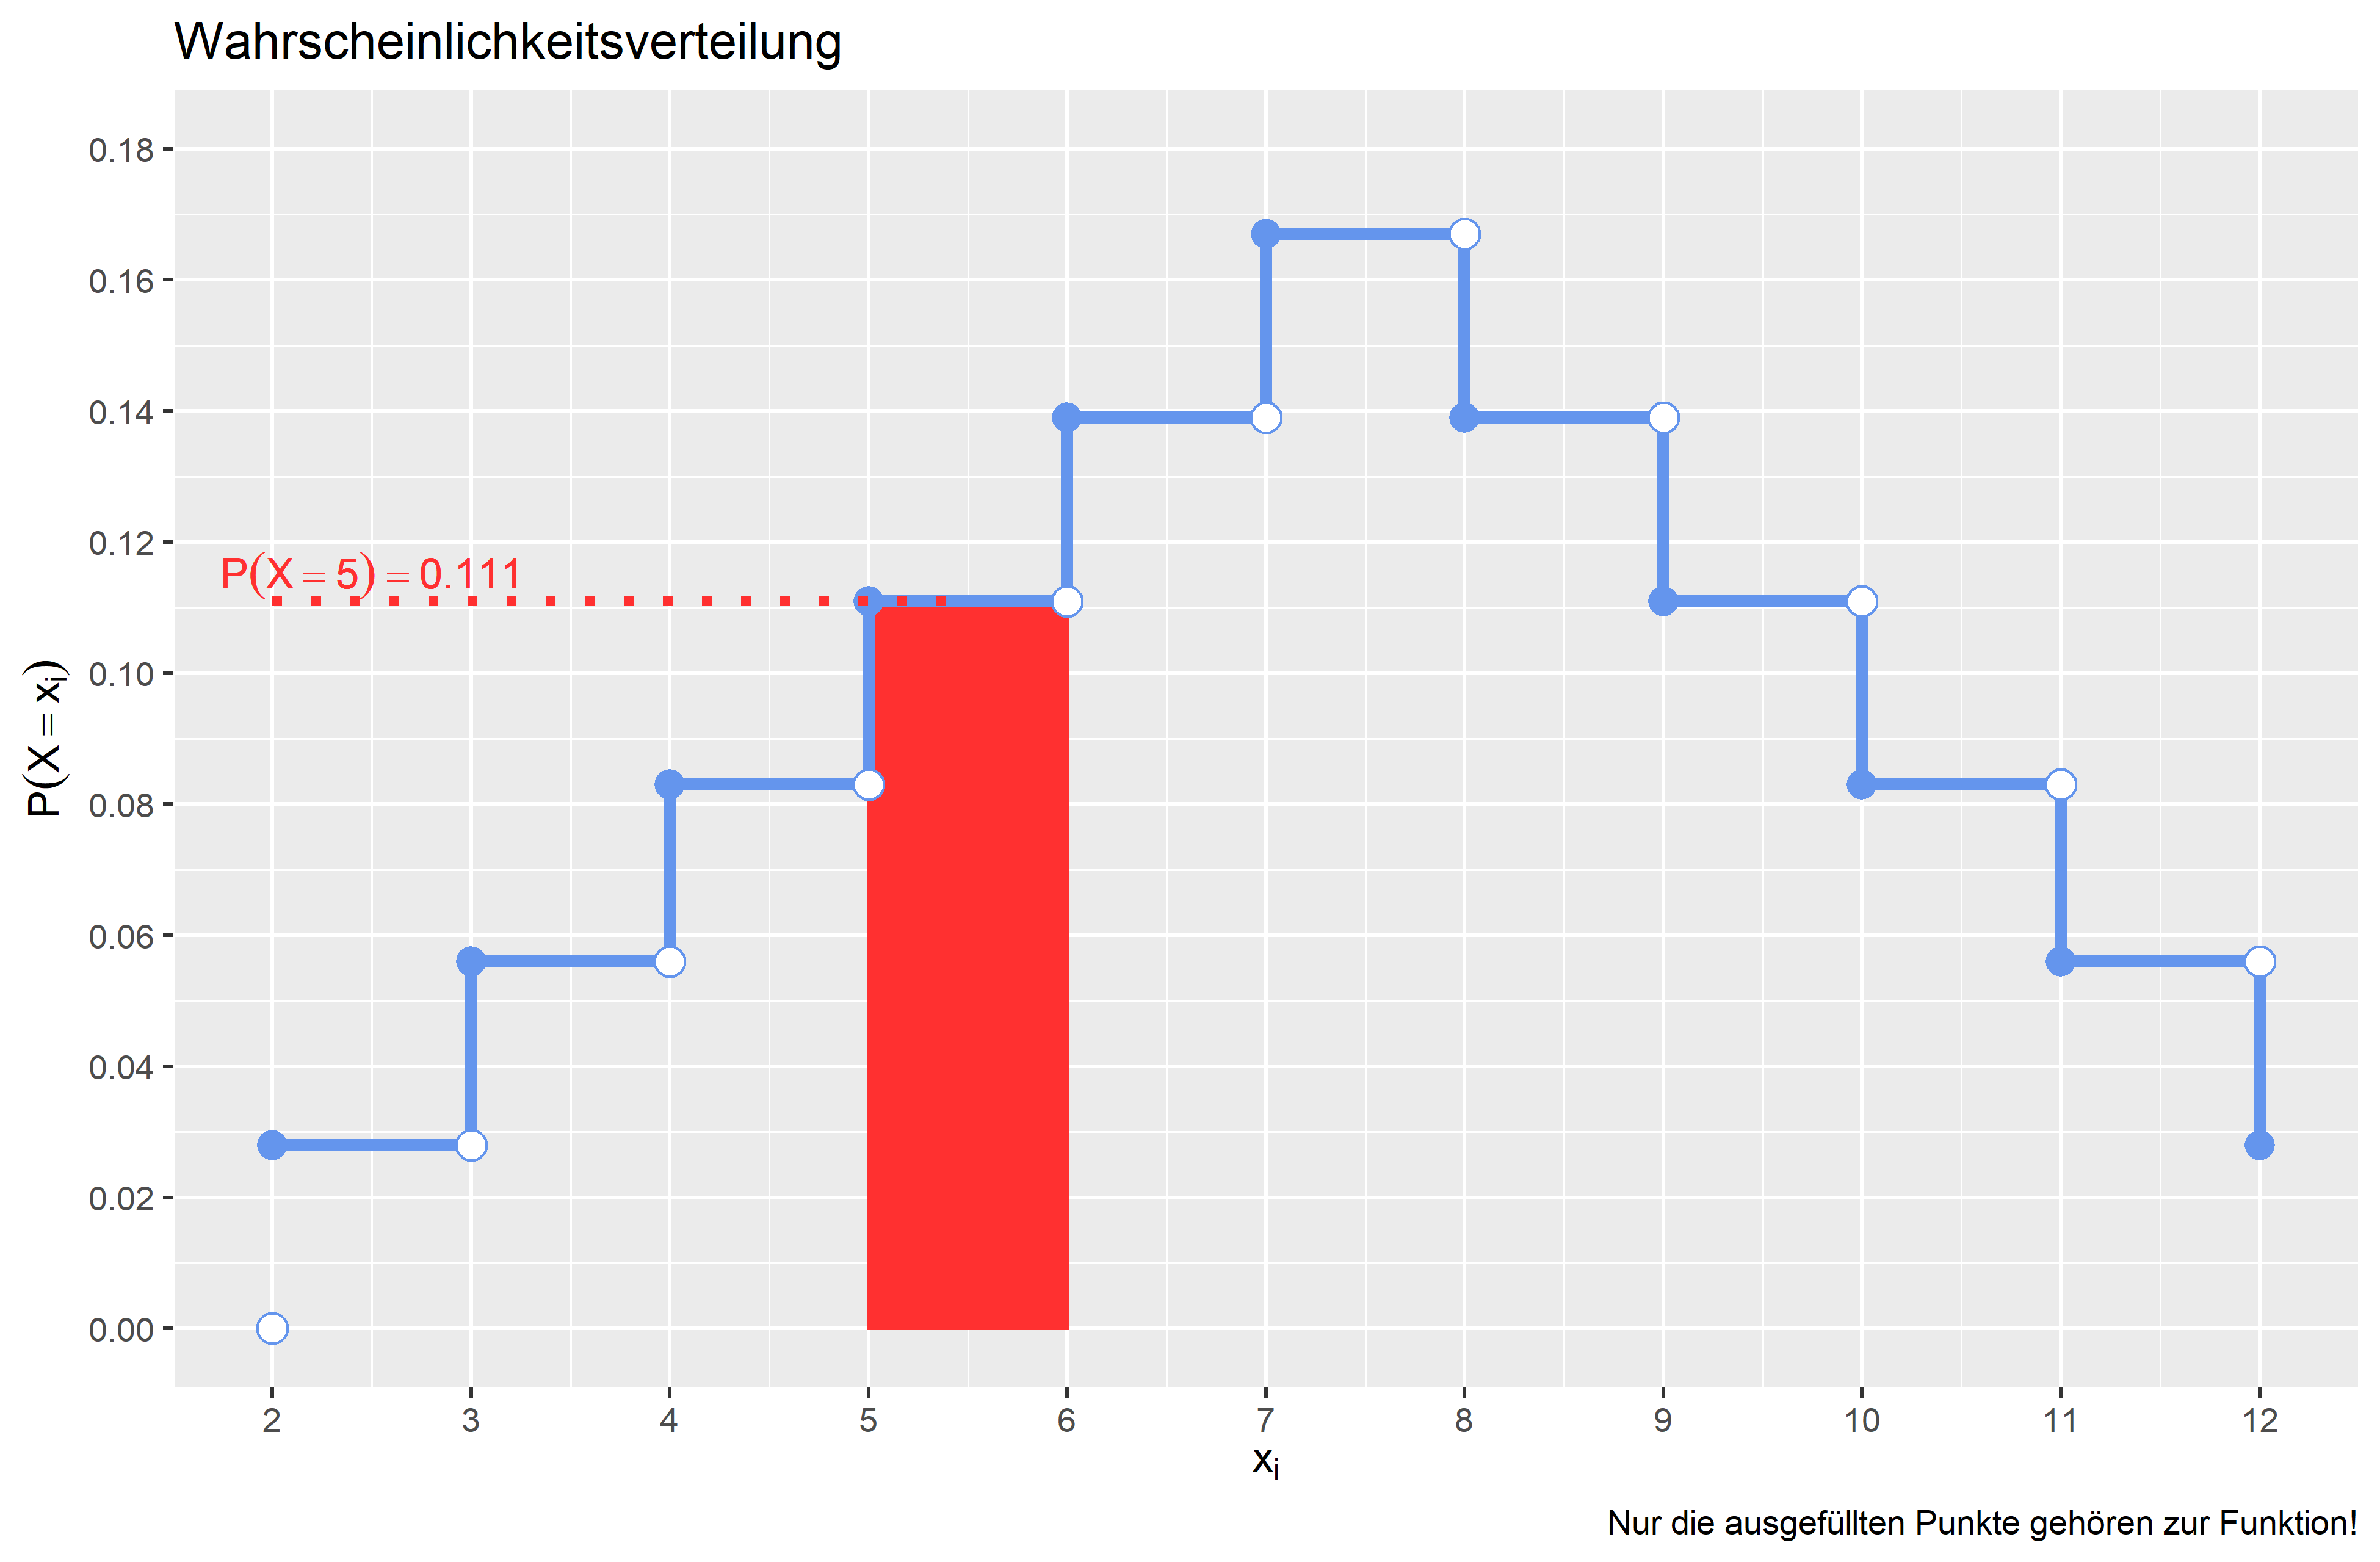 Wahrscheinlichkeitsverteilung
0.18
0.16
0.14
0.12
P(X = 5) = 0.111
0.10
P(X = xi)
0.08
0.06
0.04
0.02
0.00
2 3 4 5 6 7 8 9 10 11 12
xi
Nur die ausgefüllten Punkte gehören zur Funktion!